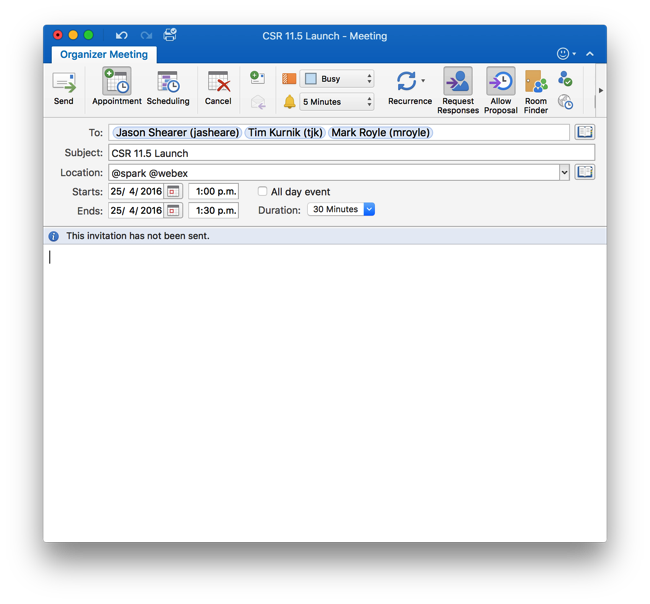 CSR 11.5 Launch - Meeting
Organizer Meeting
Send
Appointment
Scheduling
Cancel
Busy
5 Minutes
Recurrence
Request Responses
Allow Proposal
Room Finder
To: Jason Shearer (jasheare) Tim Kurnik (tjk) Mark Royle (mroyle)
Subject: CSR 11.5 Launch
Location: @spark @webex
Starts: 25/ 4/ 2016 1:00 p.m. All day event
Ends: 25/ 4/ 2016 1:30 p.m. Duration: 30 Minutes
This invitation has not been sent.